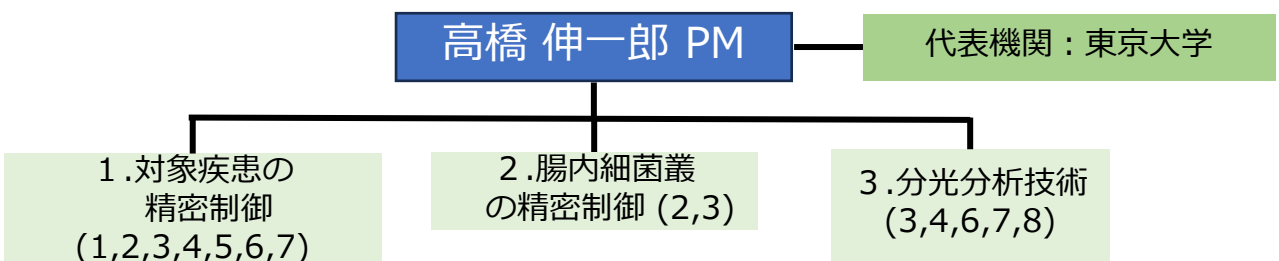 高橋 伸一郎 PM
代表機関：東京大学
１.対象疾患の
精密制御
(1,2,3,4,5,6,7)
２.腸内細菌叢
の精密制御 (2,3)
３.分光分析技術
(3,4,6,7,8)